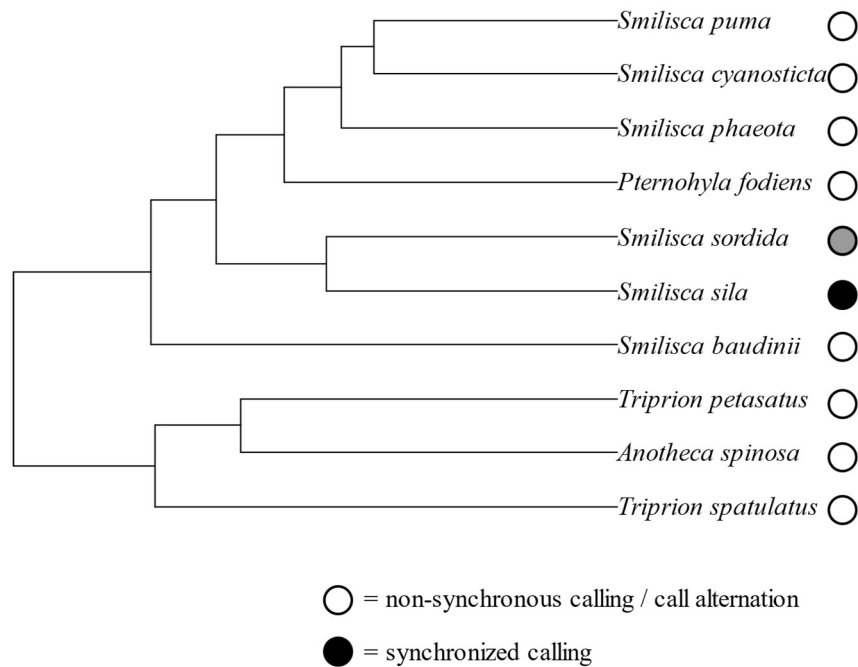 Smilisca puma
Smilisca cyanosticta
Smilisca phaeota
Pternohyla fodiens
Smilisca sordida
Smilisca sila
Smilisca baudinii
Triprion petasatus
Anotheca spinosa
Triprion spatulatus
= non-synchronous calling / call alternation
= synchronized calling